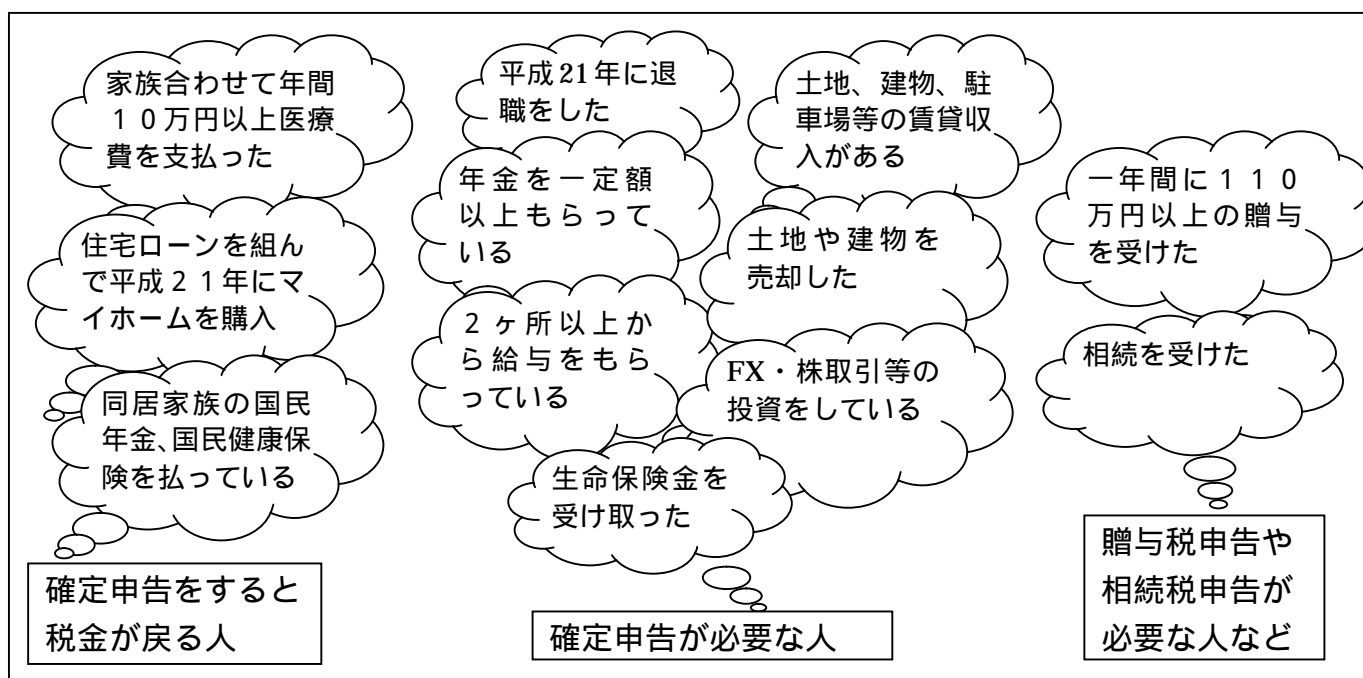 家族合わせて年間
１０万円以上医療
費を支払った
住宅ローンを組ん
で平成２１年にマ
イホームを購入
同居家族の国民
年金、国民健康保
険を払っている
確定申告をすると
税金が戻る人
平成21年に退
職をした
年金を一定額
以上もらって
いる
２ヶ所以上か
ら給与をもら
っている
土地、建物、駐
車場等の賃貸収
入がある
土地や建物を
売却した
FX・株取引等の
投資をしている
生命保険金を
受け取った
確定申告が必要な人
一年間に１１０
万円以上の贈与
を受けた
相続を受けた
贈与税申告や
相続税申告が
必要な人など